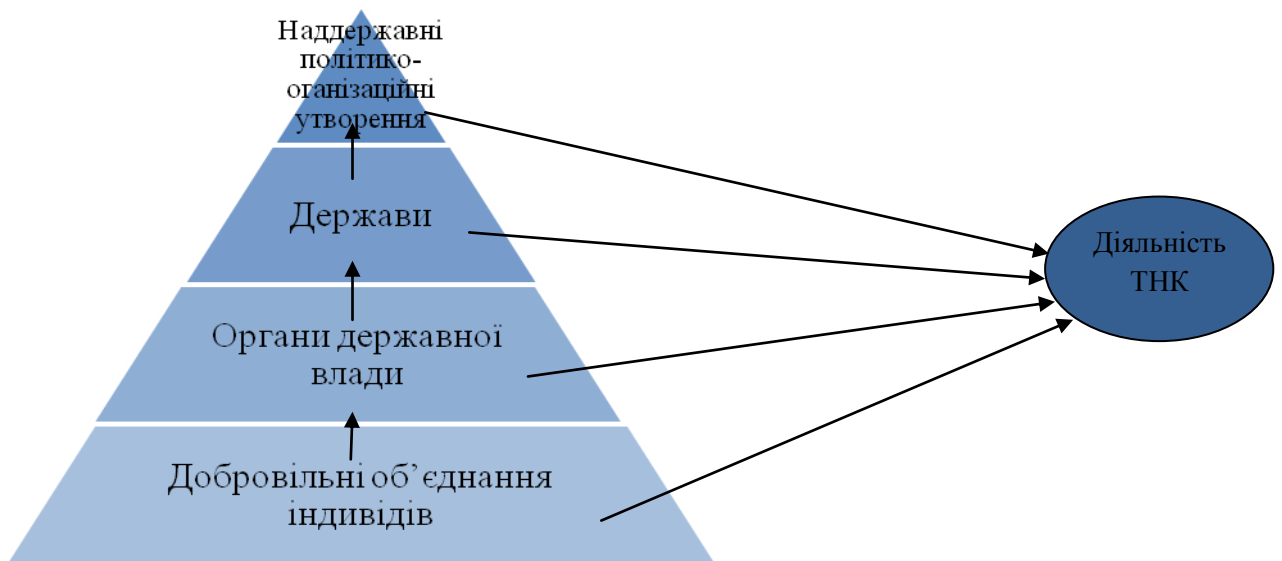 Наддержавні
політико-
оганізаційні
утворення
Держави
Органи державної
влади
Добровільні об’єднання
індивідів
Діяльність
ТНК